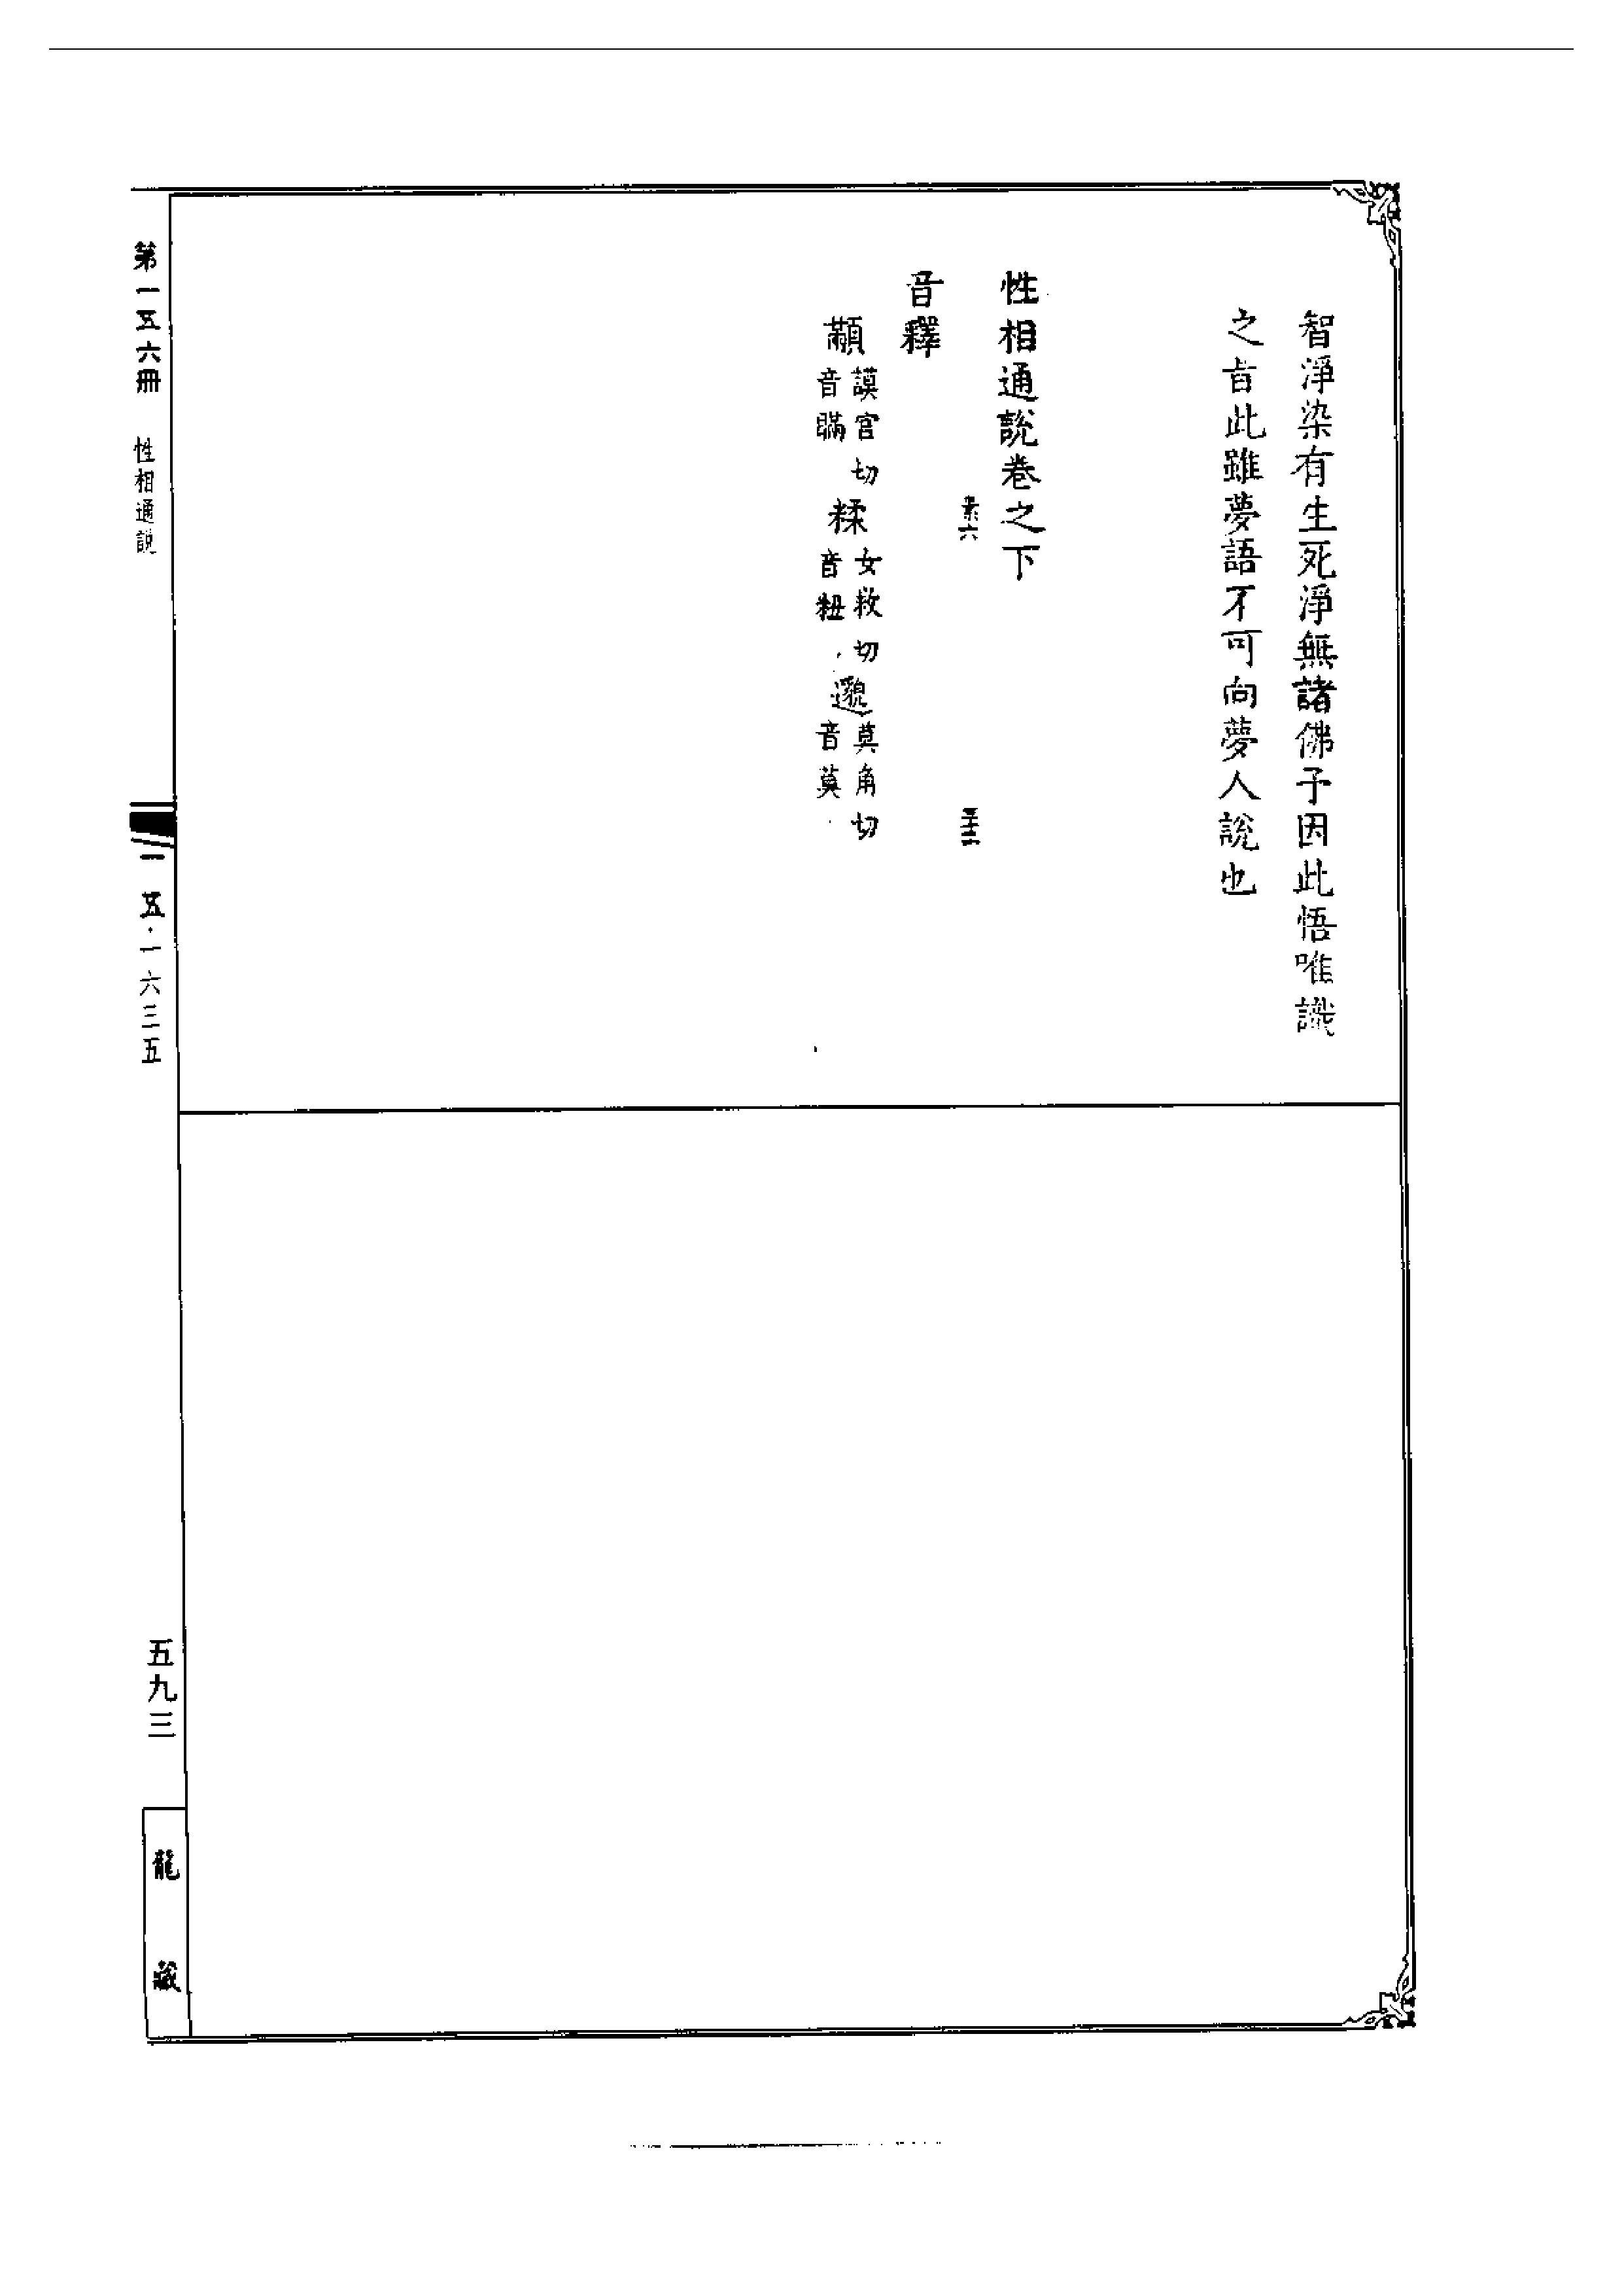 智淨染有生死淨無諸佛子因此悟唯識
之旨此雖夢語不可向夢人說也
性相通說卷之下
素六
音釋
顢謨官切音瞞 糅女救切音粈 邈莫角切音莫
第一五六冊 性相通說
一五·一六三五
五九三
龍藏